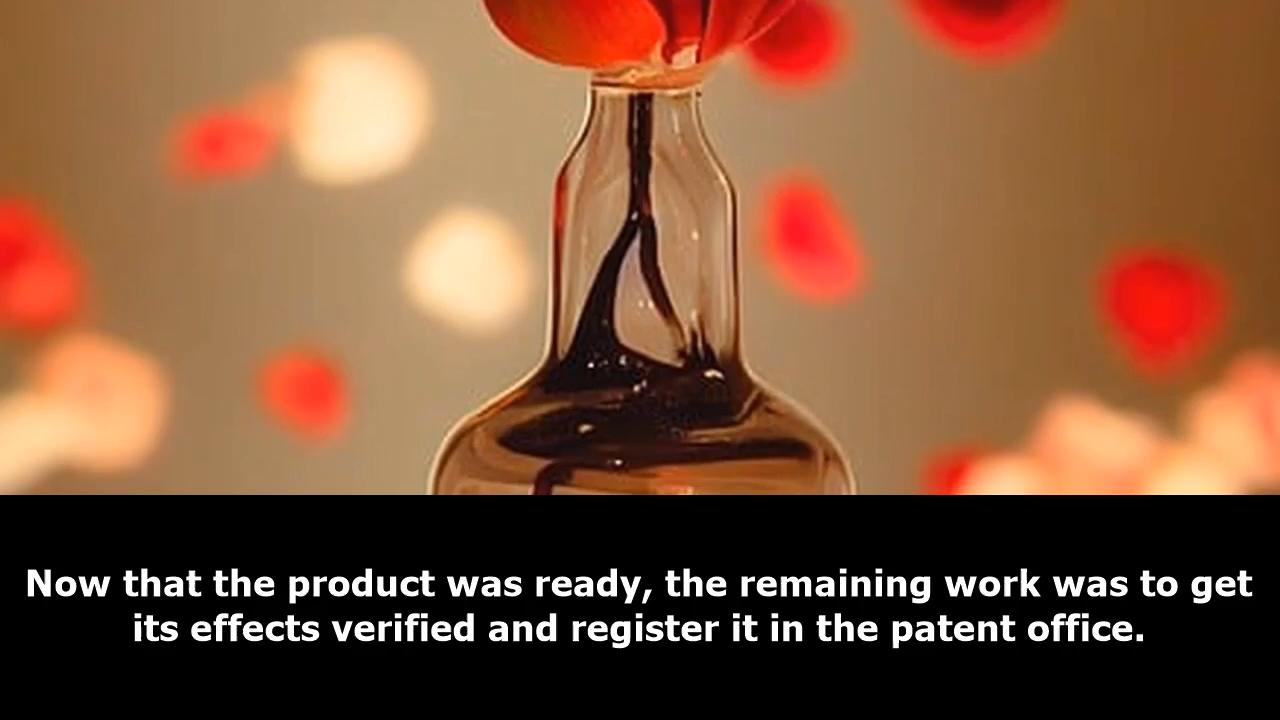 Now that the product was ready, the remaining work was to get
its effects verified and register it in the patent office.